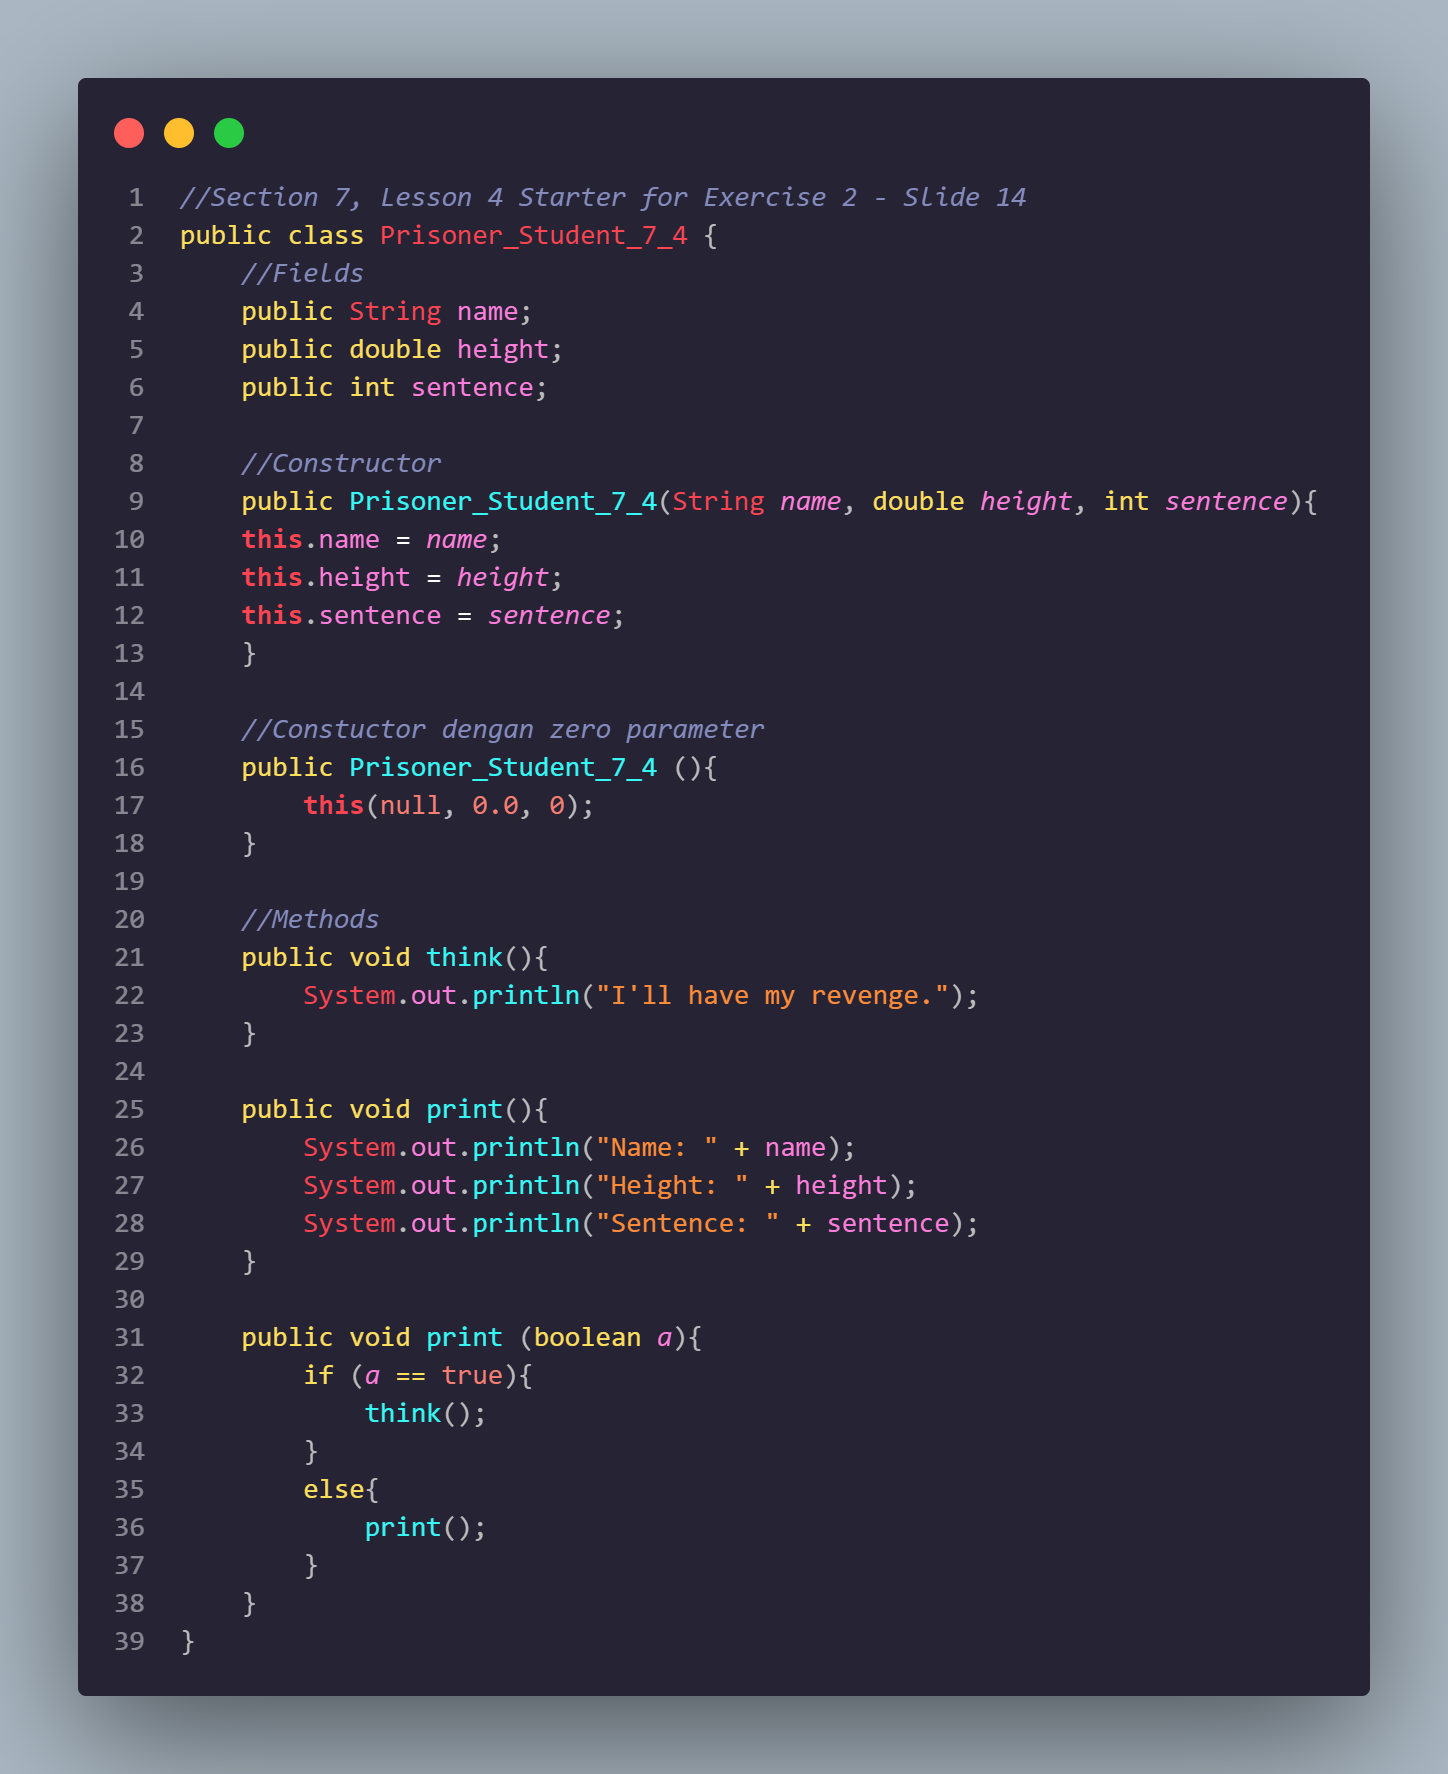 1 //Section 7, Lesson 4 Starter for Exercise 2 - Slide 14
2 public class Prisoner_Student_7_4 {
3     //Fields
4     public String name;
5     public double height;
6     public int sentence;
7
8     //Constructor
9     public Prisoner_Student_7_4(String name, double height, int sentence){
10     this.name = name;
11     this.height = height;
12     this.sentence = sentence;
13     }
14
15     //Constuctor dengan zero parameter
16     public Prisoner_Student_7_4 (){
17         this(null, 0.0, 0);
18     }
19
20     //Methods
21     public void think(){
22         System.out.println("I'll have my revenge.");
23     }
24
25     public void print(){
26         System.out.println("Name: " + name);
27         System.out.println("Height: " + height);
28         System.out.println("Sentence: " + sentence);
29     }
30
31     public void print (boolean a){
32         if (a == true){
33             think();
34         }
35         else{
36             print();
37         }
38     }
39 }